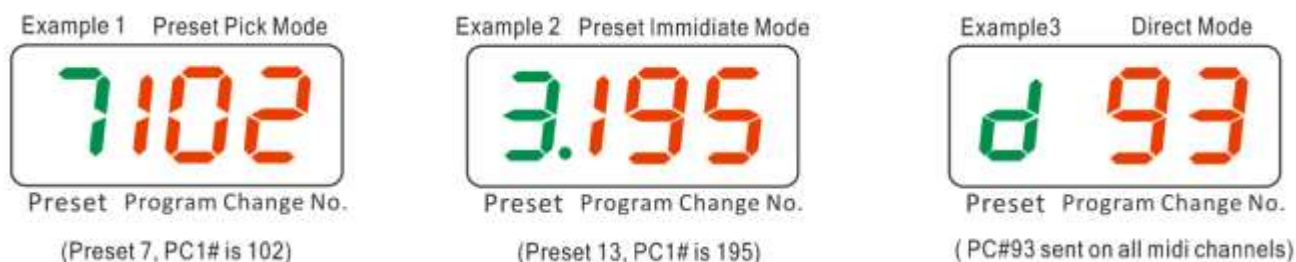 Example 1 Preset Pick Mode
7102
Preset Program Change No.
(Preset 7, PC1# is 102)
Example 2 Preset Immidiate Mode
3.195
Preset Program Change No.
(Preset 13, PC1# is 195)
Example3 Direct Mode
d 93
Preset Program Change No.
( PC#93 sent on all midi channels)